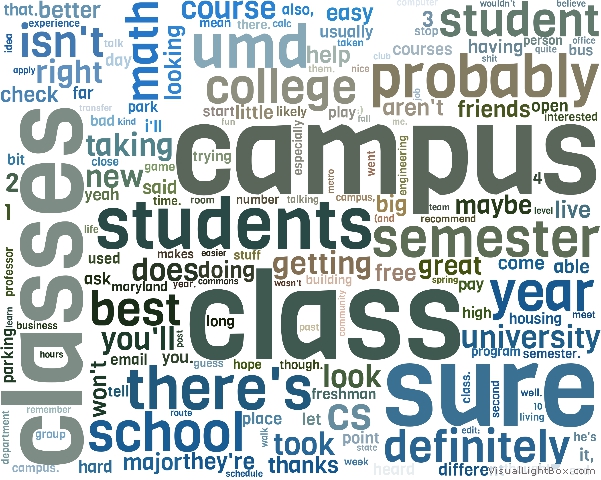 that.
better
course
also,
easy
computer
wouldn't
believe
experience
idea
isn't
math
looking
mean
there.
calc
usually
taken
3
student
stop
talk
day
umd
help
them.
nice
courses
having
person
quite
office
bus
shit
apply
right
check
far
park
college
club
probably
job
transfer
start
little
likely
play
fall
aren't
friends
open
interested
bad
kind
i'll
fun
me.
classes
taking
trying
especially
campus
metro
went
engineering
4
bit
close
game
2
new
said
yeah
time.
room
number
talking
campus,
big
(and
team
recommend
maybe
level
live
1
life
students
semester
professor
used
makes
easier
stuff
does
doing
getting
free
great
come
able
ask
maryland
year.
commons
wasn't
building
spring
pay
year
learn
parking
business
best
long
class
past
community
high
housing
meet
you'll
post
university
hours
email
you.
guess
hope
though.
look
program
semester.
won't
tell
there's
freshman
sure
class.
second
well.
10
living
remember
route
department
group
school
place
let
cs
edit:
walk
took
point
state
definitely
he's
it,
campus.
hard
major
they're
schedule
thanks
week
heard
VisualLightBox.com